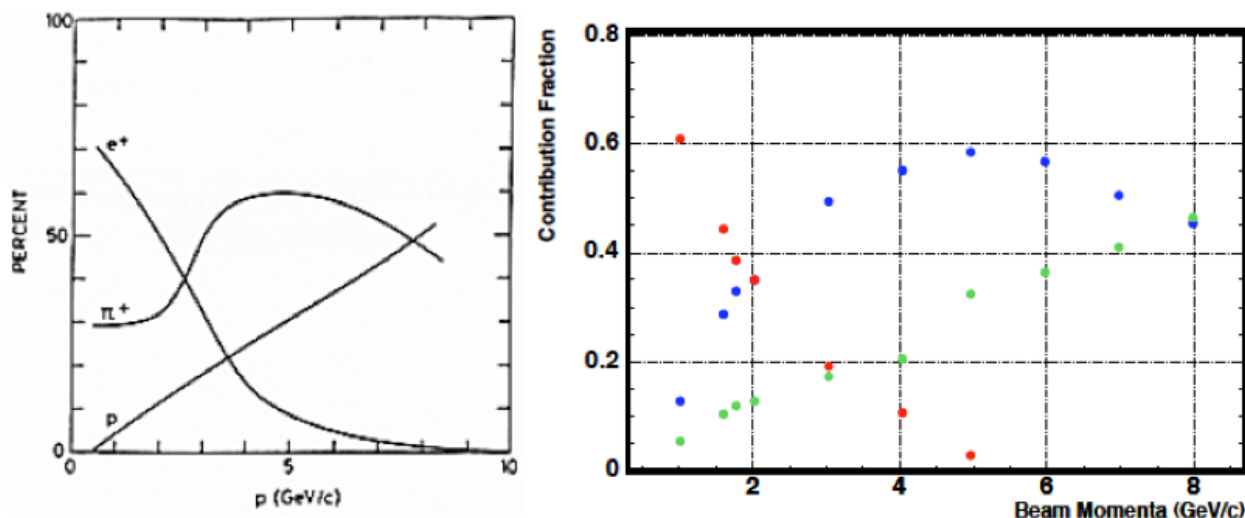 100
50
0
PERCENT
e+
π+
p
0
5
10
p (GeV/c)
0.8
0.6
0.4
0.2
0
Contribution Fraction
2
4
6
8
Beam Momenta (GeV/c)